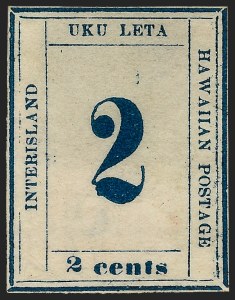 UKU LETA
INTERISLAND
HAWAIIAN POSTAGE
2
2 cents